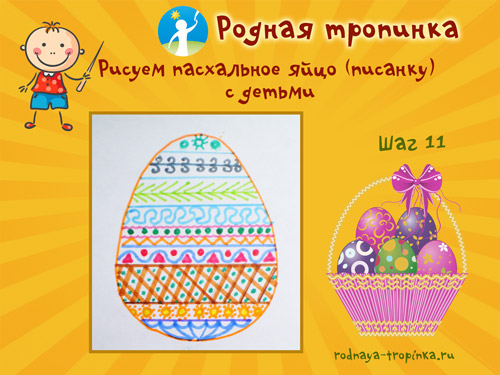 Родная тропинка
Рисуем пасхальное яйцо (писанку)
с детьми
Шаг 11
rodnaya-tropinka.ru